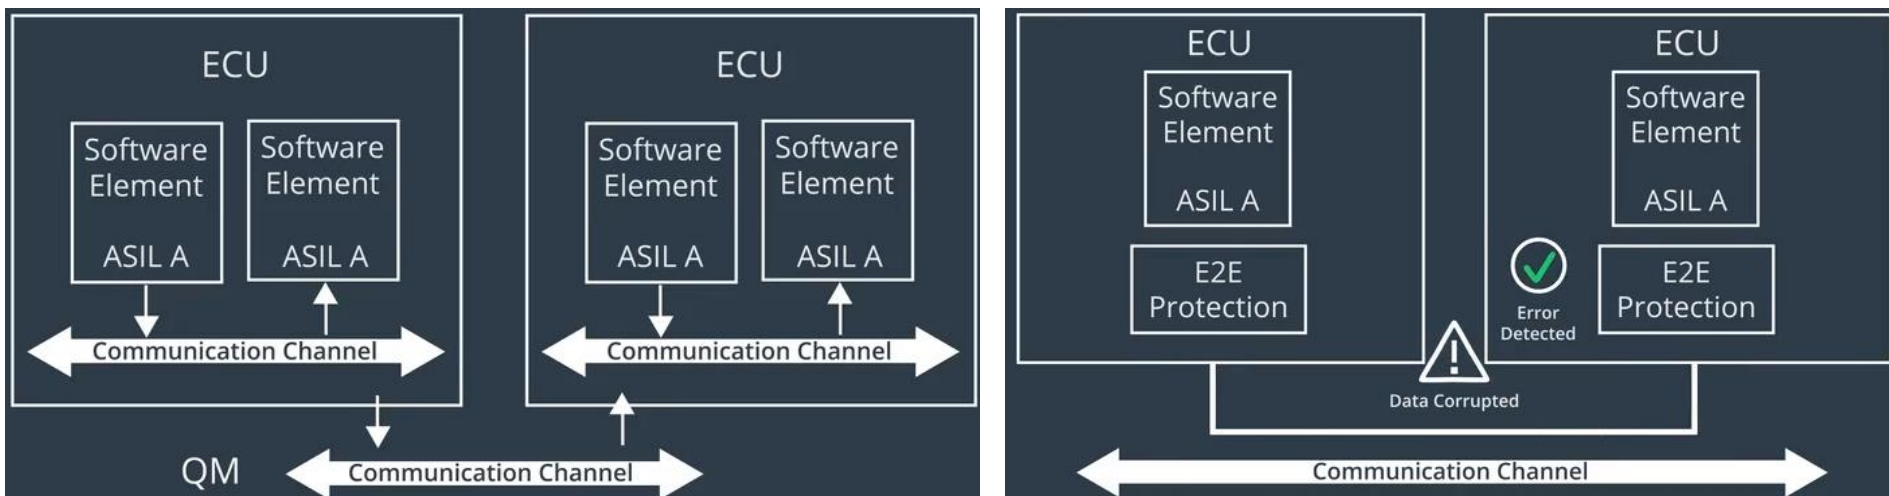 ECU
Software
Element
ASIL A
Software
Element
ASIL A
Communication Channel
ECU
Software
Element
ASIL A
Software
Element
ASIL A
Communication Channel
QM
Communication Channel
ECU
Software
Element
ASIL A
E2E
Protection
ECU
Software
Element
ASIL A
Error
Detected
E2E
Protection
Data Corrupted
Communication Channel